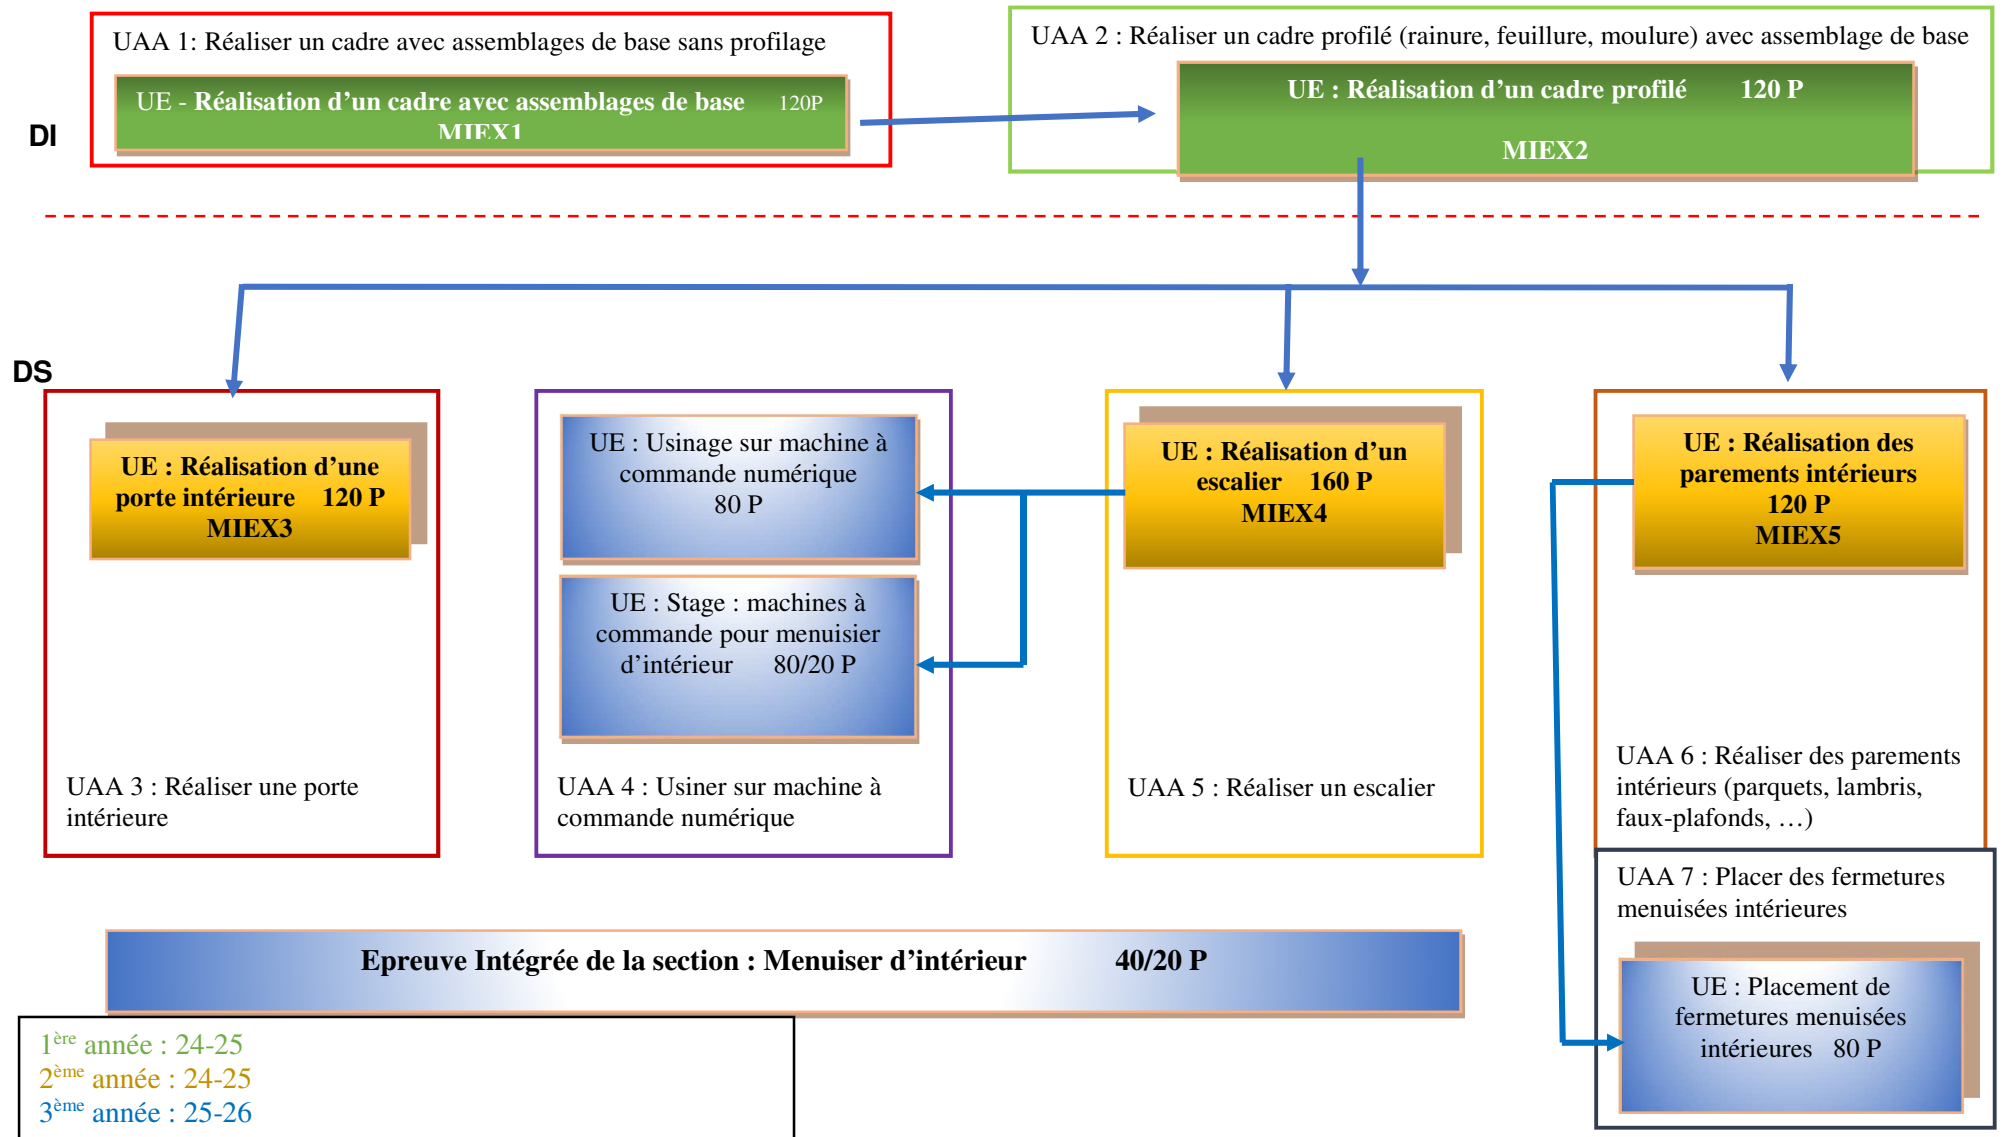 UAA 1: Réaliser un cadre avec assemblages de base sans profilage
UE - Réalisation d’un cadre avec assemblages de base 120P
MIEX1
UAA 2 : Réaliser un cadre profilé (rainure, feuillure, moulure) avec assemblage de base
UE : Réalisation d’un cadre profilé 120 P
MIEX2
DI
DS
UE : Réalisation d’une
porte intérieure 120 P
MIEX3
UAA 3 : Réaliser une porte
intérieure
UE : Usinage sur machine à
commande numérique
80 P
UE : Stage : machines à
commande pour menuisier
d’intérieur 80/20 P
UAA 4 : Usiner sur machine à
commande numérique
UE : Réalisation d’un
escalier 160 P
MIEX4
UAA 5 : Réaliser un escalier
UE : Réalisation des
parements intérieurs
120 P
MIEX5
UAA 6 : Réaliser des parements
intérieurs (parquets, lambris,
faux-plafonds, …)
UAA 7 : Placer des fermetures
menuisées intérieures
UE : Placement de
fermetures menuisées
intérieures 80 P
Epreuve Intégrée de la section : Menuiser d’intérieur 40/20 P
1ère année : 24-25
2ème année : 24-25
3ème année : 25-26